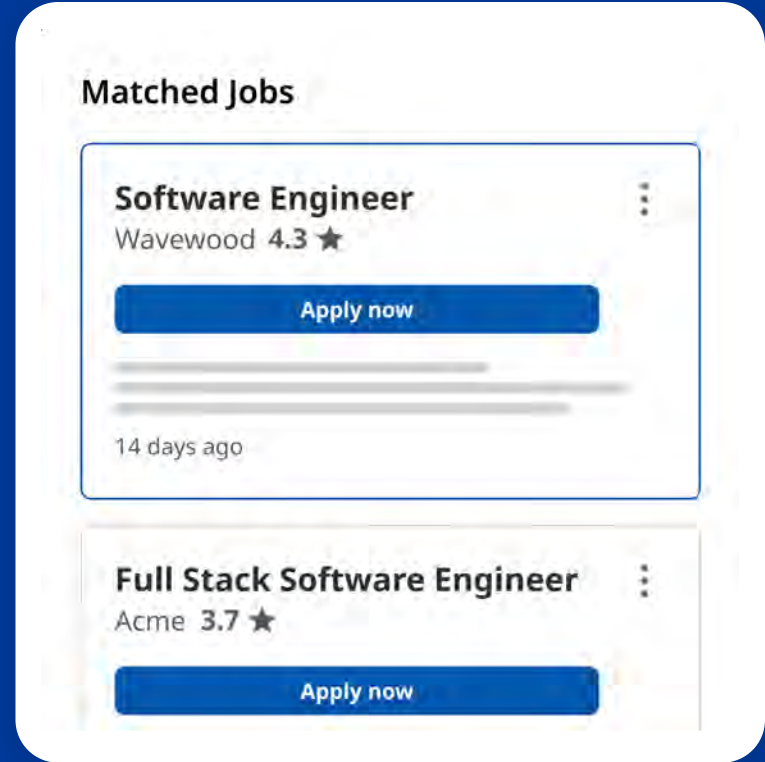 Matched Jobs
Software Engineer
Wavewood 4.3 ★
Apply now
14 days ago
Full Stack Software Engineer
Acme 3.7 ★
Apply now